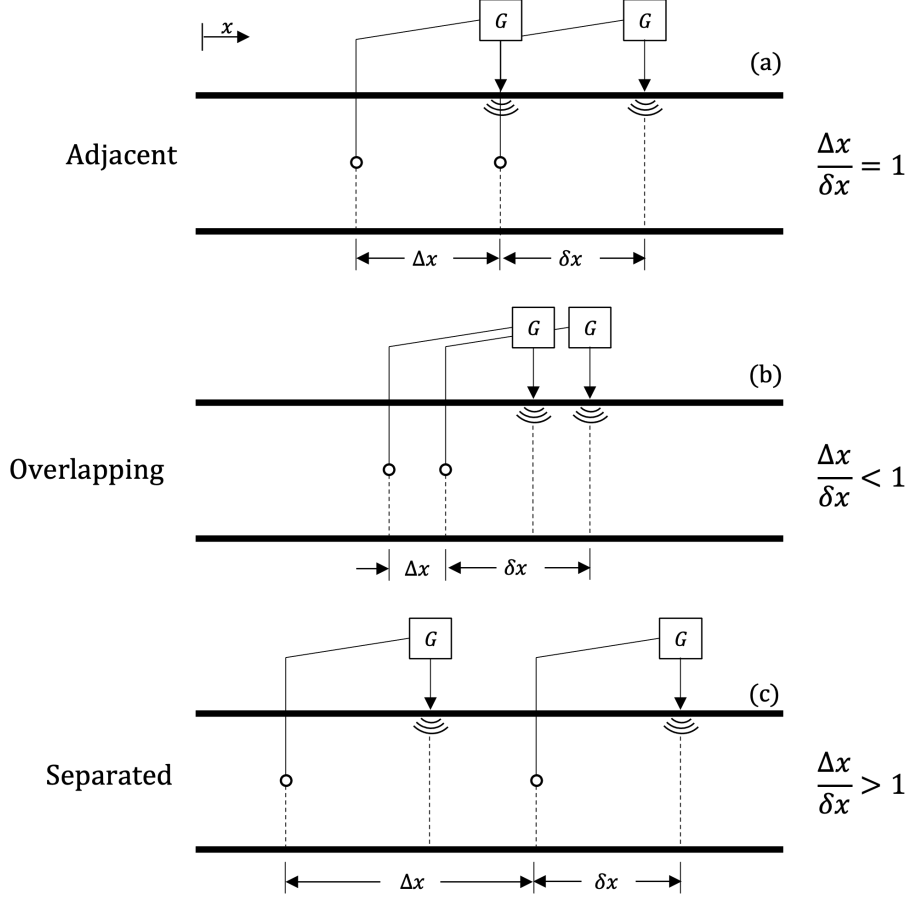 x
G G
(a)
Adjacent
Δx/δx = 1
Δx δx
G G
(b)
Overlapping
Δx/δx < 1
Δx δx
G G
(c)
Separated
Δx/δx > 1
Δx δx